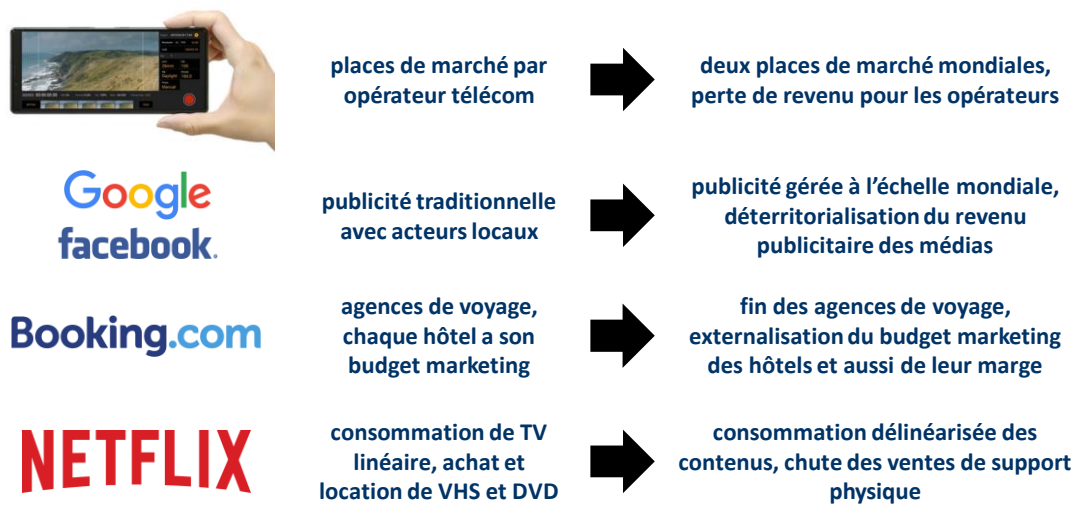 places de marché par
opérateur télécom
deux places de marché mondiales,
perte de revenu pour les opérateurs
Google
facebook.
publicité traditionnelle
avec acteurs locaux
publicité gérée à l’échelle mondiale,
déterritorialisation du revenu
publicitaire des médias
Booking.com
agences de voyage,
chaque hôtel a son
budget marketing
fin des agences de voyage,
externalisation du budget marketing
des hôtels et aussi de leur marge
NETFLIX
consommation de TV
linéaire, achat et
location de VHS et DVD
consommation délinéarisée des
contenus, chute des ventes de support
physique